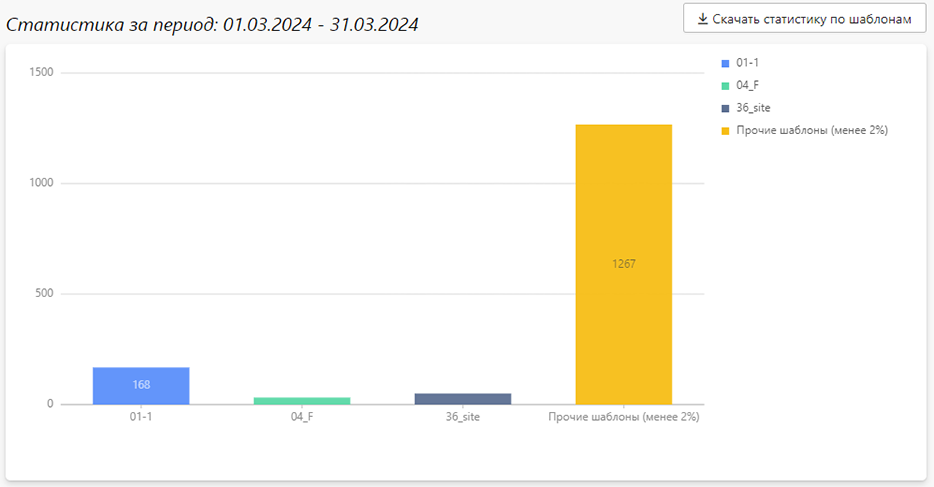 Статистика за период: 01.03.2024 - 31.03.2024
Скачать статистику по шаблонам
1500
1000
500
0
168
1267
01-1
04_F
36_site
Прочие шаблоны (менее 2%)
01-1
04_F
36_site
Прочие шаблоны (менее 2%)